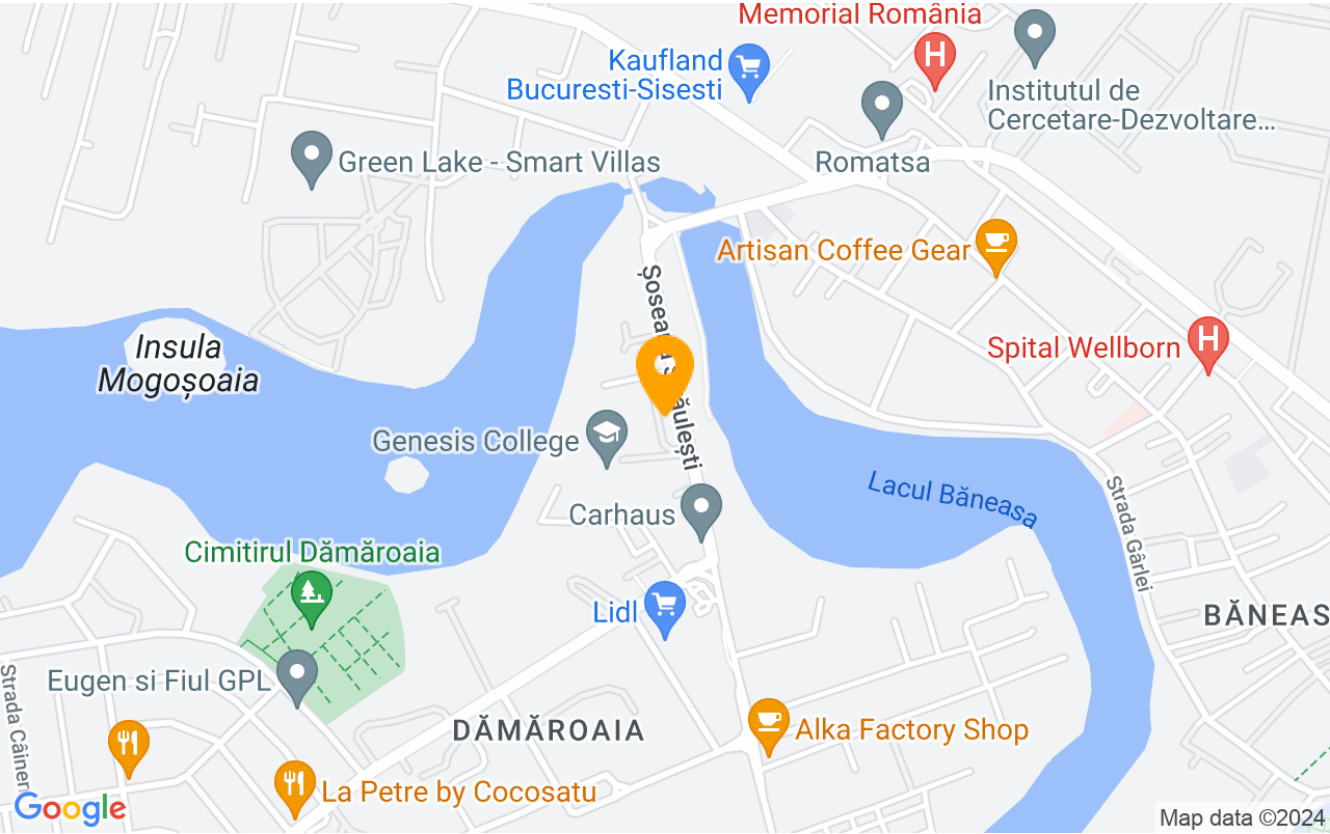 Memorial România
Kaufland
Bucuresti-Sisesti
Institutul de
Cercetare-Dezvoltare...
Romatsa
Green Lake - Smart Villas
Artisan Coffee Gear
Spital Wellborn
Insula
Mogoșoaia
Genesis College
Carhaus
Lacul Băneasa
Strada Gârlei
Cimitirul Dămăroaia
Lidl
BĂNEAS
Eugen si Fiul GPL
DĂMĂROAIA
Alka Factory Shop
La Petre by Cocosatu
Google
Map data ©2024